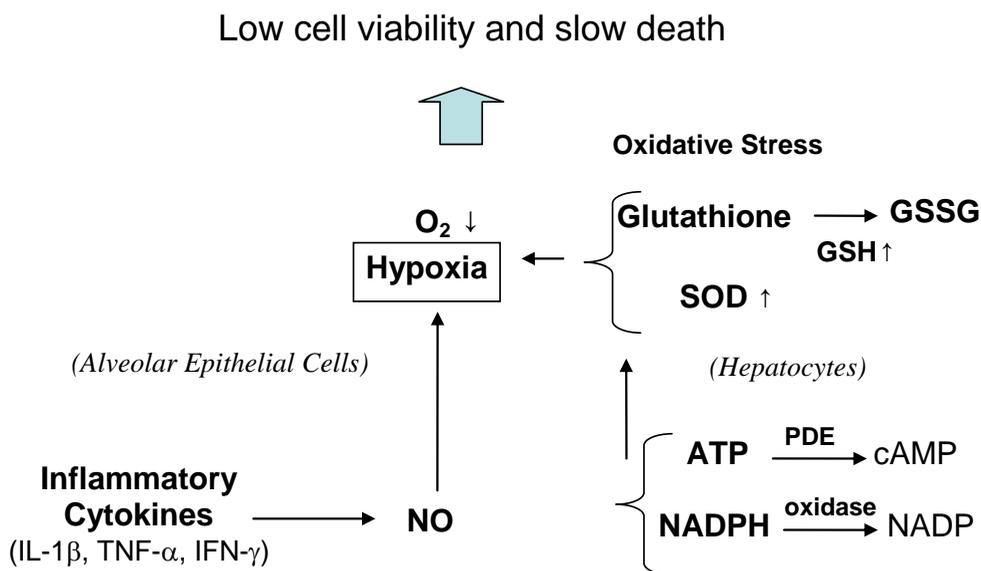 Low cell viability and slow death
Oxidative Stress
Glutathione → GSSG
GSH ↑
SOD ↑
O₂ ↓
Hypoxia
(Alveolar Epithelial Cells)
(Hepatocytes)
PDE
ATP → cAMP
oxidase
NADPH → NADP
Inflammatory
Cytokines
(IL-1β, TNF-α, IFN-γ)
NO